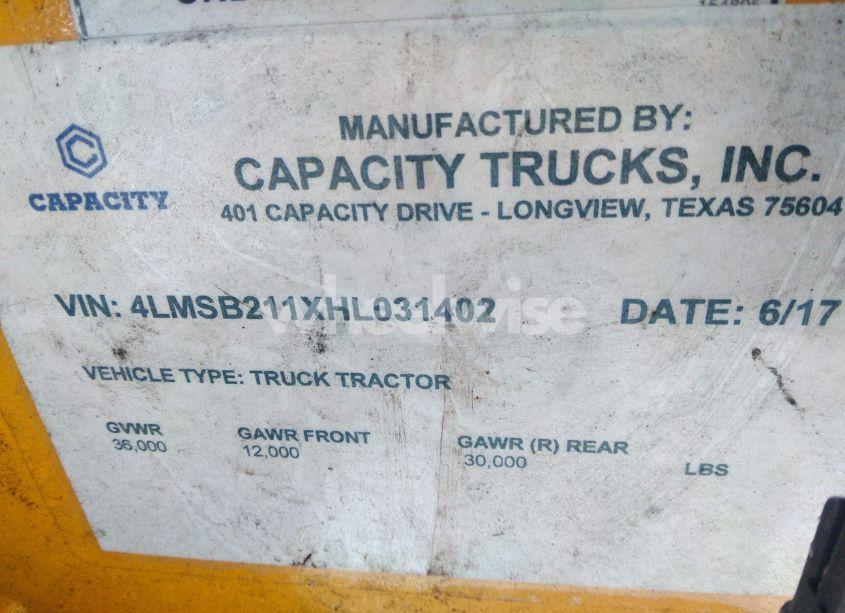 MANUFACTURED BY:
CAPACITY TRUCKS, INC.
CAPACITY
401 CAPACITY DRIVE - LONGVIEW, TEXAS 75604
VIN: 4LMSB211XHL031402 DATE: 6/17
wheelwise
VEHICLE TYPE: TRUCK TRACTOR
GVWR GAWR FRONT GAWR (R) REAR
36,000 12,000 30,000 LBS